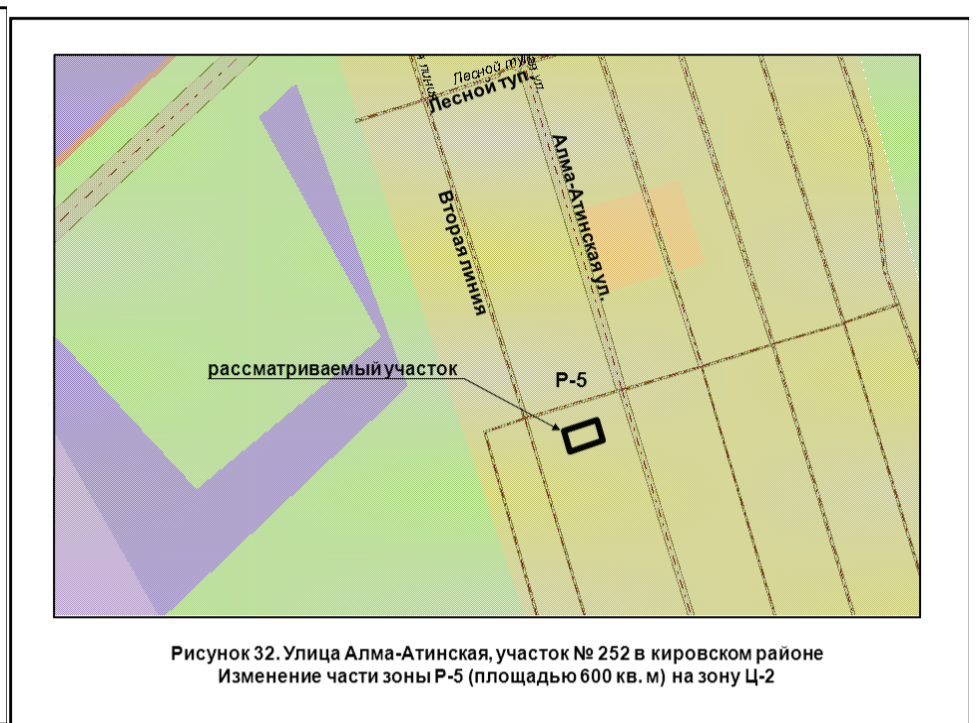 Лесной туп.
Лесной туп.
Вторая линия
Алма-Атинская ул.
рассматриваемый участок
Р-5
Рисунок 32. Улица Алма-Атинская, участок № 252 в кировском районе
Изменение части зоны Р-5 (площадью 600 кв. м) на зону Ц-2